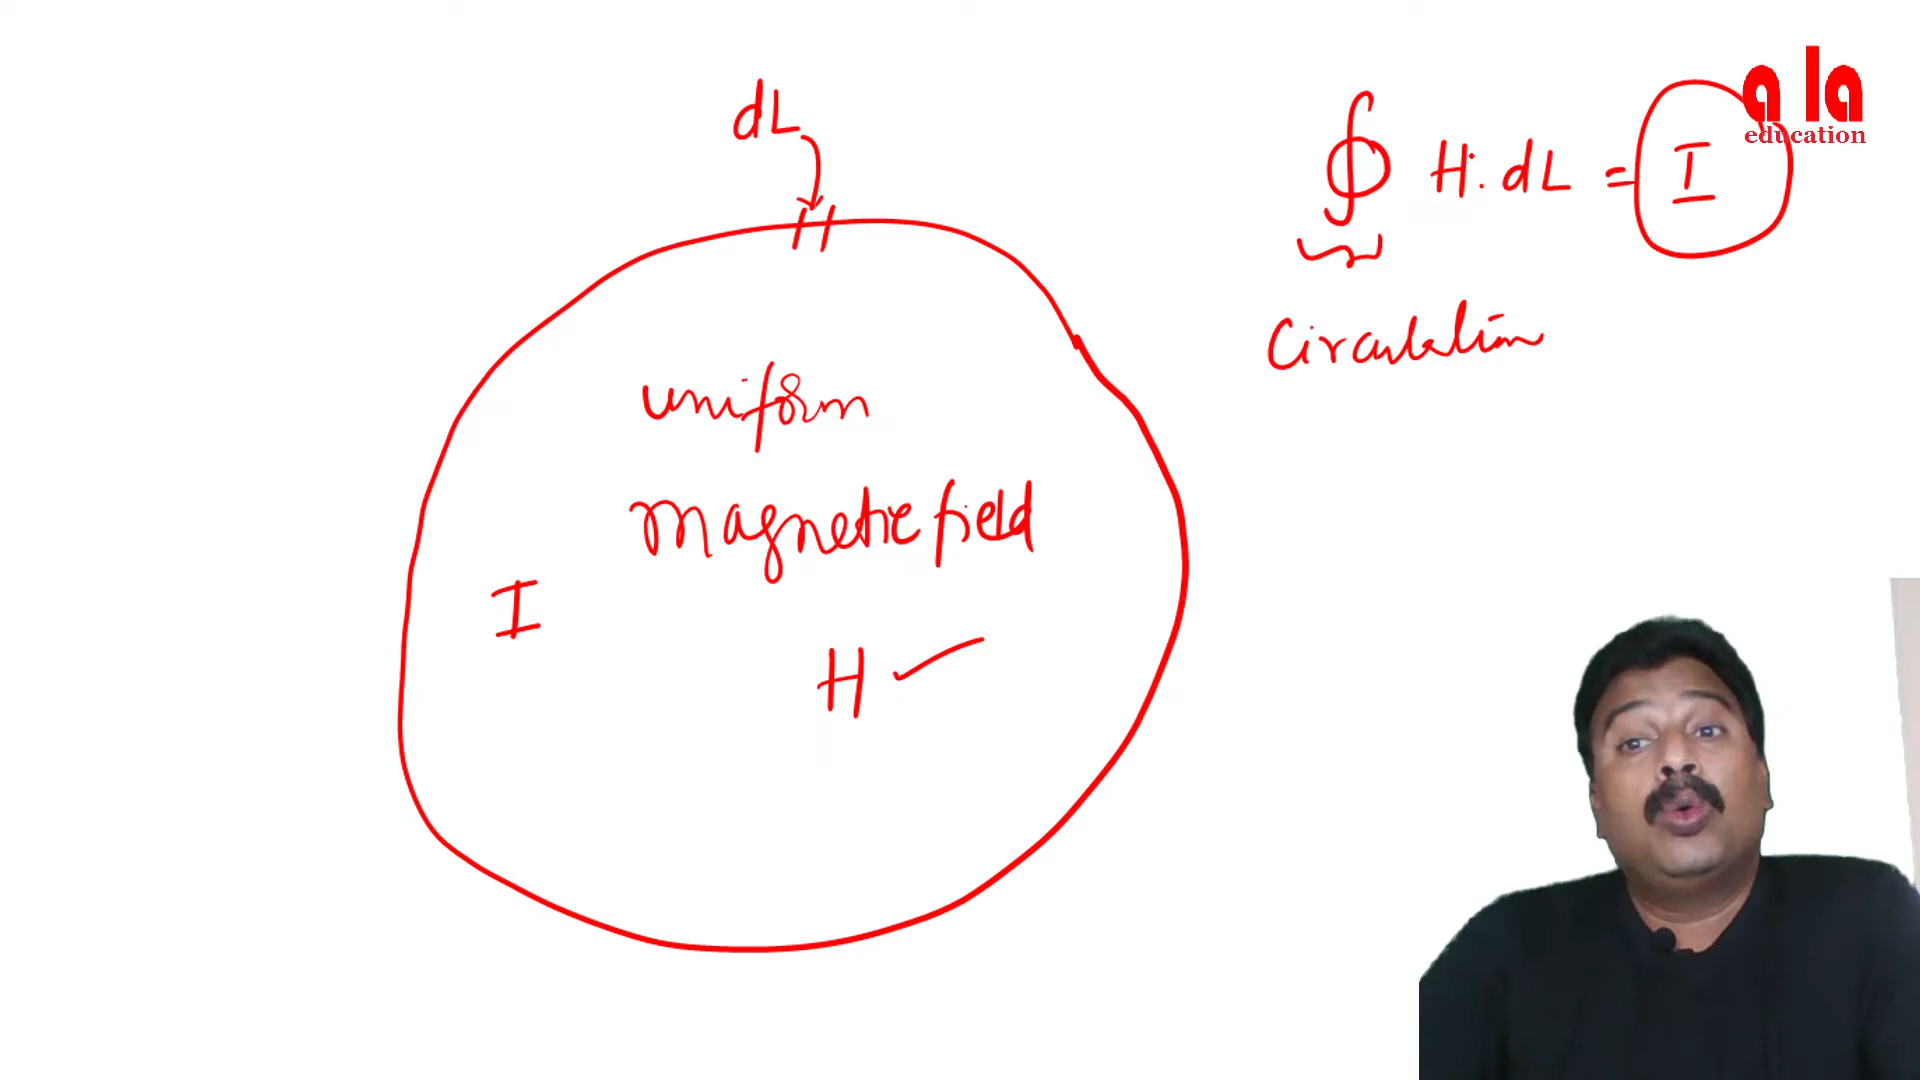 dL
∮ H. dL = I
Circulation
uniform
magnetic field
I
H ✓
a la
education